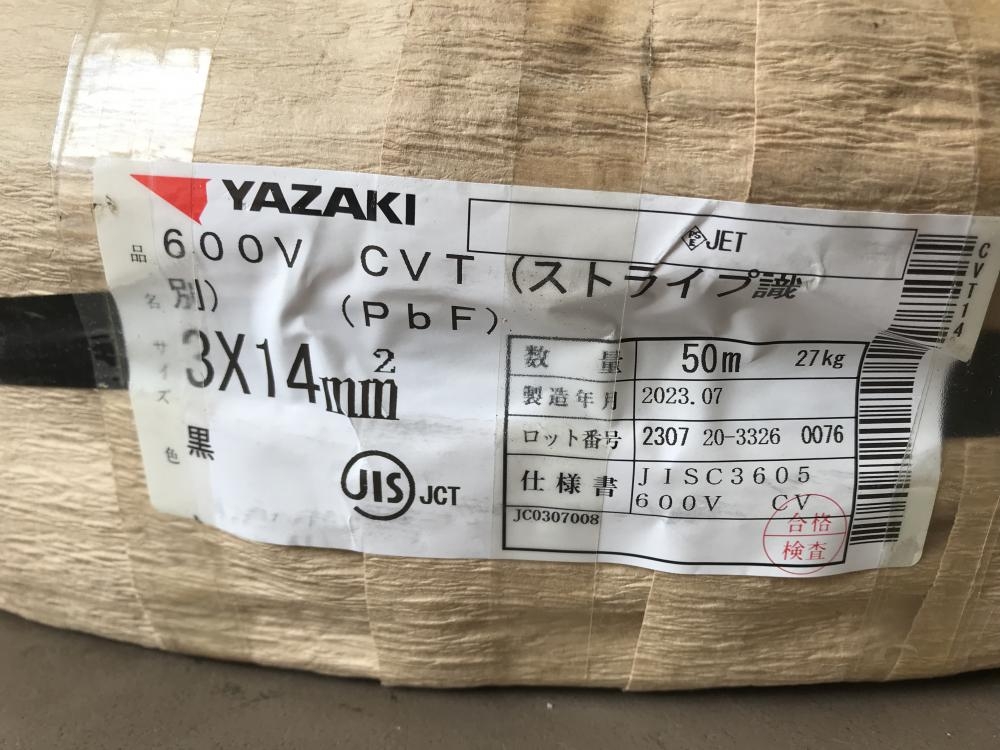 YAZAKI
PSE JET
品名 600V CVT (ストライプ識
別) (PbF)
サイズ 3X14mm²
色 黒
JIS JCT
数量 50m 27kg
製造年月 2023.07
ロット番号 2307 20-3326 0076
仕様書 JISC3605
600V CV
JC0307008
合格
検査
CVT14